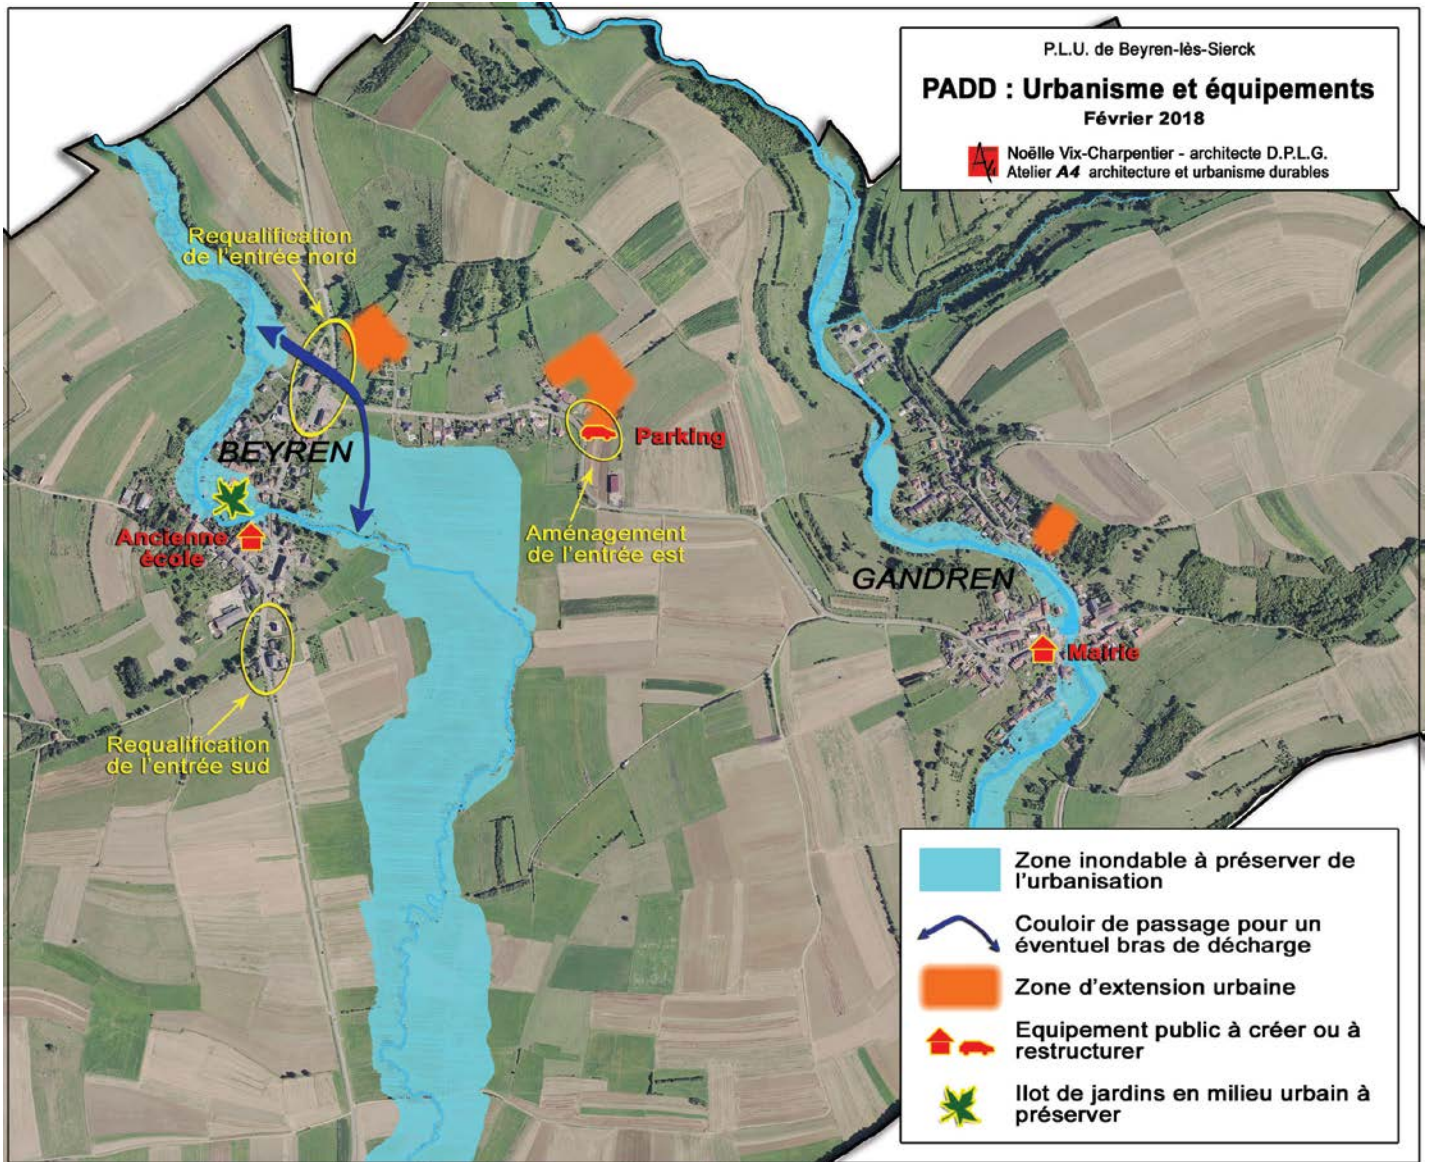 P.L.U. de Beyren-lès-Sierck
PADD : Urbanisme et équipements
Février 2018
A4
Noëlle Vix-Charpentier - architecte D.P.L.G.
Atelier A4 architecture et urbanisme durables
Requalification
de l'entrée nord
BEYREN
Parking
Ancienne
école
Aménagement
de l'entrée est
GANDREN
Mairie
Requalification
de l'entrée sud
Zone inondable à préserver de
l'urbanisation
Couloir de passage pour un
éventuel bras de décharge
Zone d'extension urbaine
Equipement public à créer ou à
restructurer
Ilot de jardins en milieu urbain à
préserver